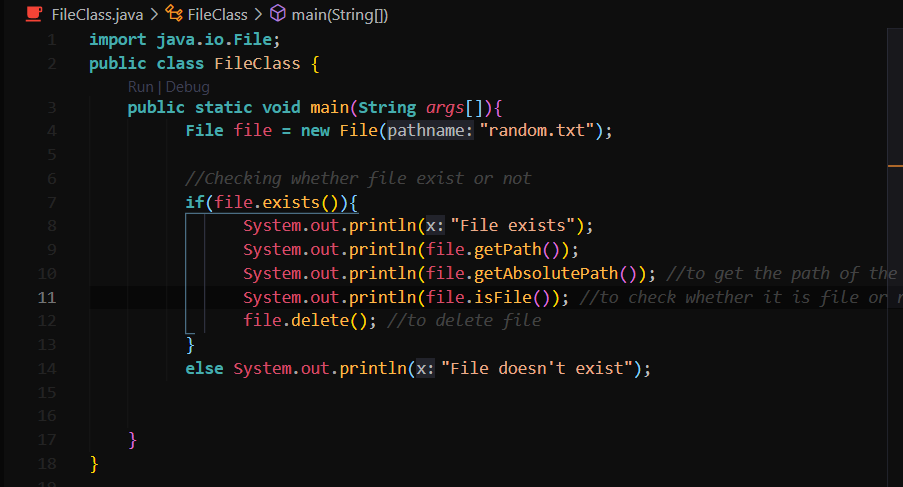 FileClass.java > FileClass > main(String[])
1 import java.io.File;
2 public class FileClass {
Run | Debug
3 public static void main(String args[]){
4 File file = new File(pathname: "random.txt");
5
6 //Checking whether file exist or not
7 if(file.exists()){
8 System.out.println(x: "File exists");
9 System.out.println(file.getPath());
10 System.out.println(file.getAbsolutePath()); //to get the path of the
11 System.out.println(file.isFile()); //to check whether it is file or
12 file.delete(); //to delete file
13 }
14 else System.out.println(x: "File doesn't exist");
15
16
17 }
18 }
19